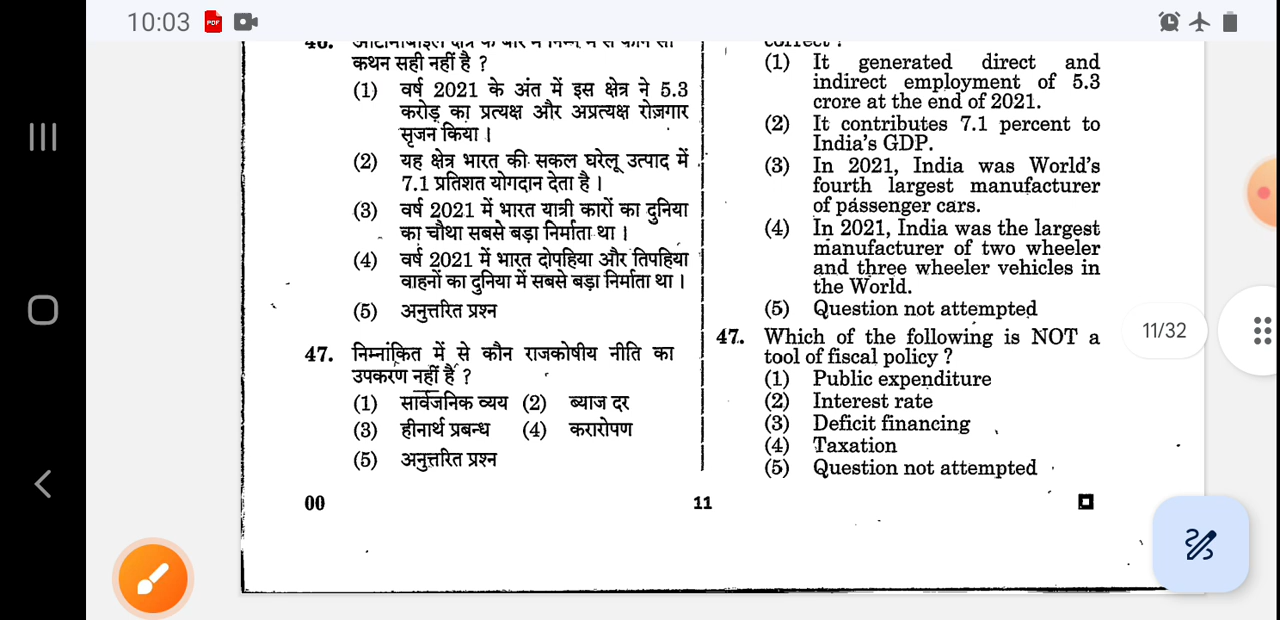 10:03
PDF
46. ऑटोमोबाइल क्षेत्र के बारे में निम्न में से कौन सा
कथन सही नहीं है ?
(1) वर्ष 2021 के अंत में इस क्षेत्र ने 5.3
करोड़ का प्रत्यक्ष और अप्रत्यक्ष रोज़गार
सृजन किया ।
(2) यह क्षेत्र भारत की सकल घरेलू उत्पाद में
7.1 प्रतिशत योगदान देता है ।
(3) वर्ष 2021 में भारत यात्री कारों का दुनिया
का चौथा सबसे बड़ा निर्माता था ।
(4) वर्ष 2021 में भारत दोपहिया और तिपहिया
वाहनों का दुनिया में सबसे बड़ा निर्माता था ।
(5) अनुत्तरित प्रश्न
47. निम्नांकित में से कौन राजकोषीय नीति का
उपकरण नहीं है ?
(1) सार्वजनिक व्यय (2) ब्याज दर
(3) हीनार्थ प्रबन्ध (4) करारोपण
(5) अनुत्तरित प्रश्न
correct ?
(1) It generated direct and
indirect employment of 5.3
crore at the end of 2021.
(2) It contributes 7.1 percent to
India's GDP.
(3) In 2021, India was World's
fourth largest manufacturer
of passenger cars.
(4) In 2021, India was the largest
manufacturer of two wheeler
and three wheeler vehicles in
the World.
(5) Question not attempted
47. Which of the following is NOT a
tool of fiscal policy ?
(1) Public expenditure
(2) Interest rate
(3) Deficit financing
(4) Taxation
(5) Question not attempted
00
11
11/32